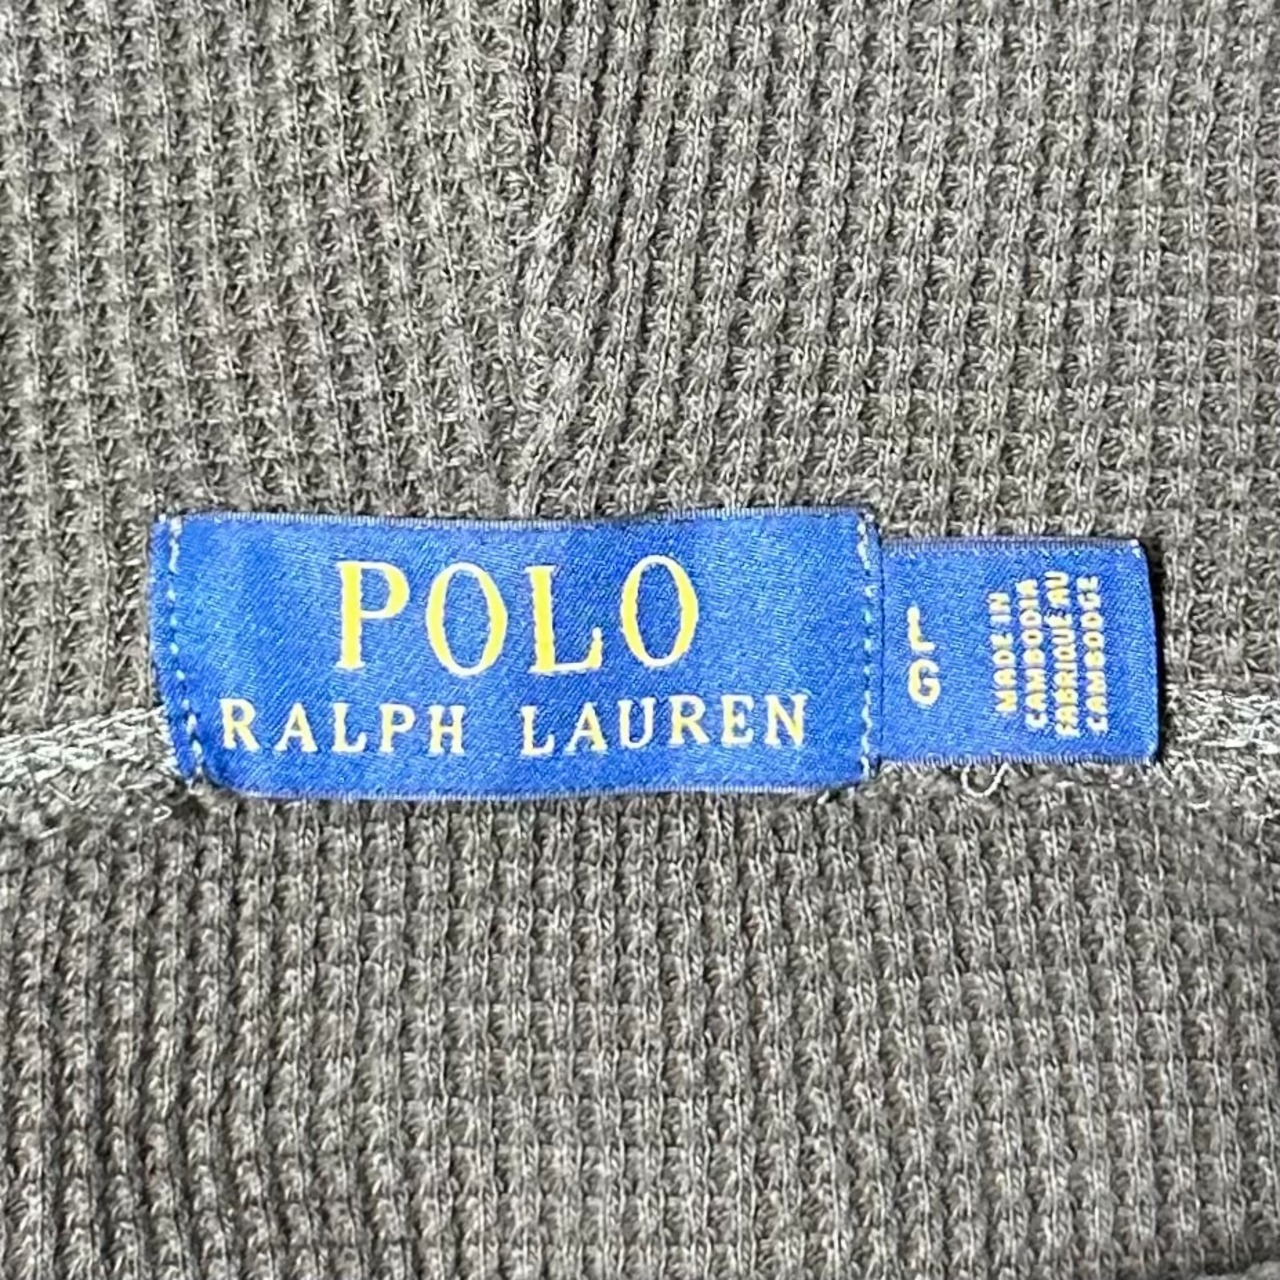 POLO
RALPH LAUREN
L
G
MADE IN
CAMBODIA
FABRIQUÉ AU
CAMBODGE